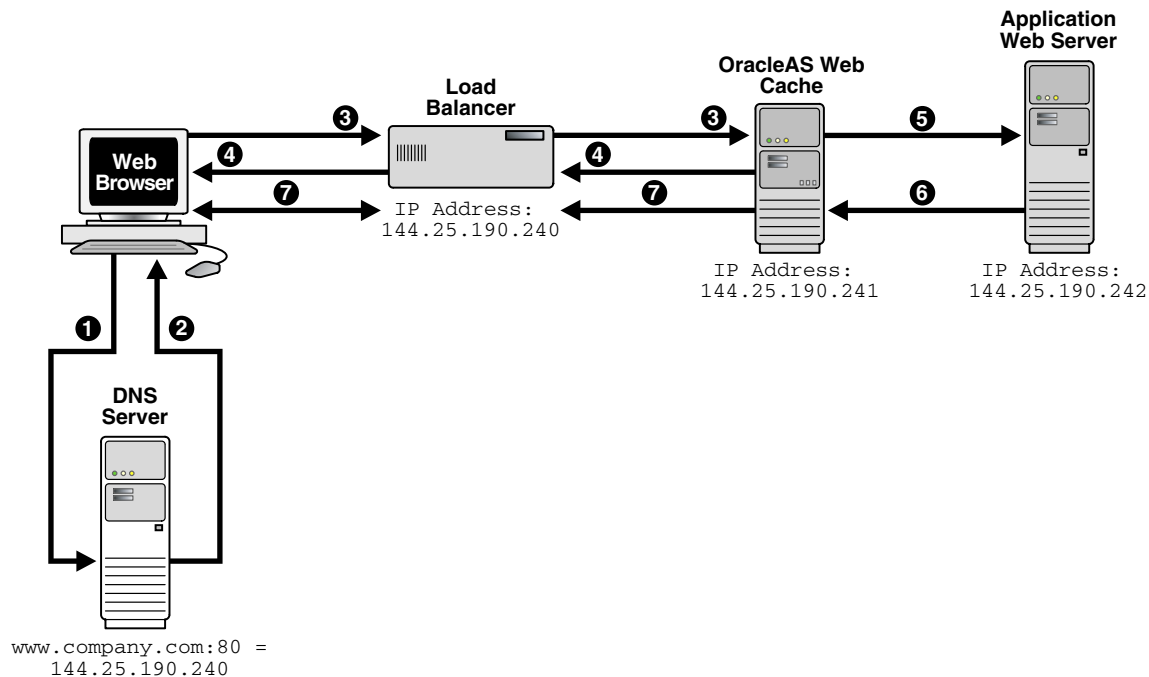 Application
Web Server
OracleAS Web
Cache
Load
Balancer
3
3
5
Web
Browser
4
4
7
7
6
IP Address:
144.25.190.240
IP Address:
144.25.190.241
IP Address:
144.25.190.242
1
2
DNS
Server
www.company.com:80 =
144.25.190.240